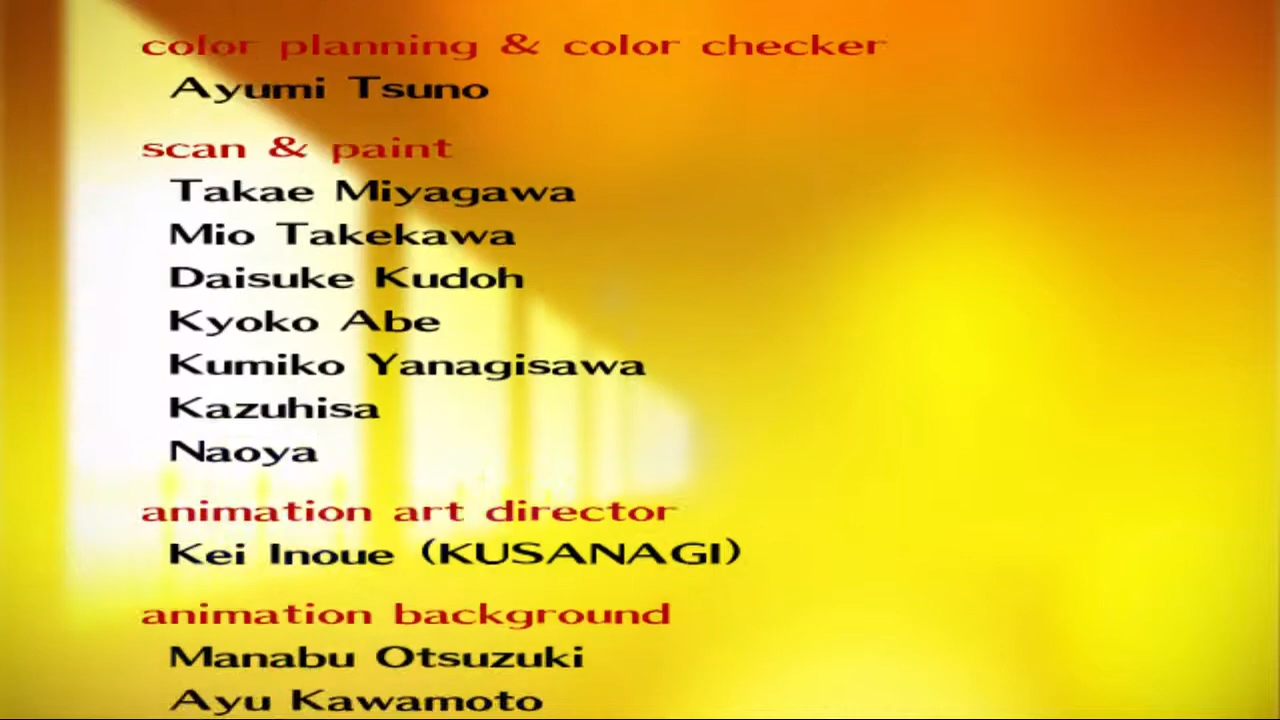 color planning & color checker
Ayumi Tsuno
scan & paint
Takae Miyagawa
Mio Takekawa
Daisuke Kudoh
Kyoko Abe
Kumiko Yanagisawa
Kazuhisa
Naoya
animation art director
Kei Inoue (KUSANAGI)
animation background
Manabu Otsuzuki
Ayu Kawamoto